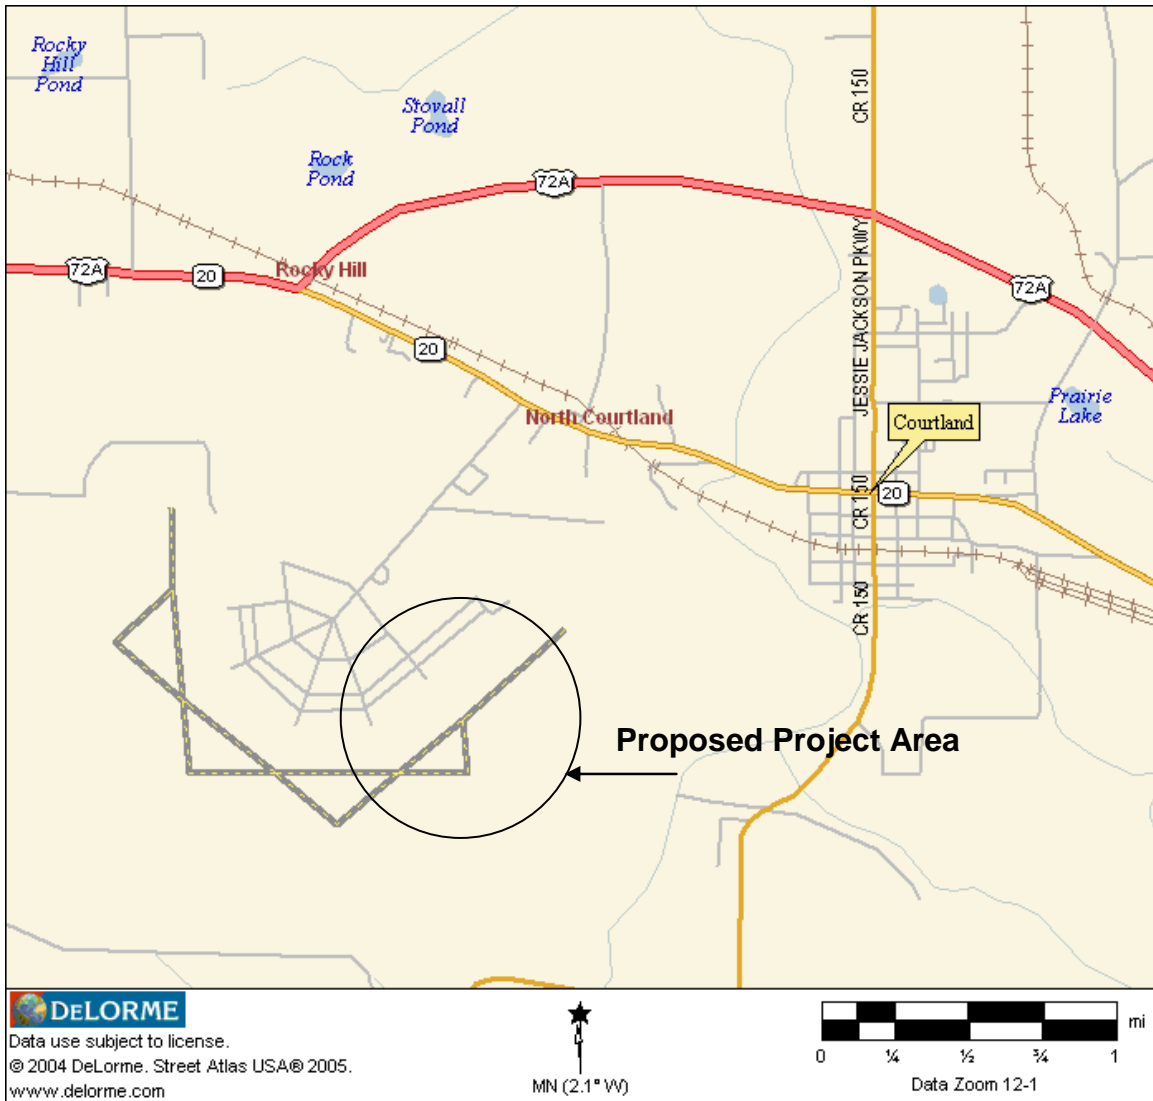 Rocky
Hill
Pond
Stovall
Pond
Rock
Pond
CR 150
72A
JESSIE JACKSON PKWY
72A
20
Rocky Hill
72A
20
Prairie
Lake
North Courtland
Courtland
CR 150
20
CR 150
Proposed Project Area
DELORME
Data use subject to license.
© 2004 DeLorme. Street Atlas USA® 2005.
www.delorme.com
MN (2.1° W)
mi
0 ¼ ½ ¾ 1
Data Zoom 12-1